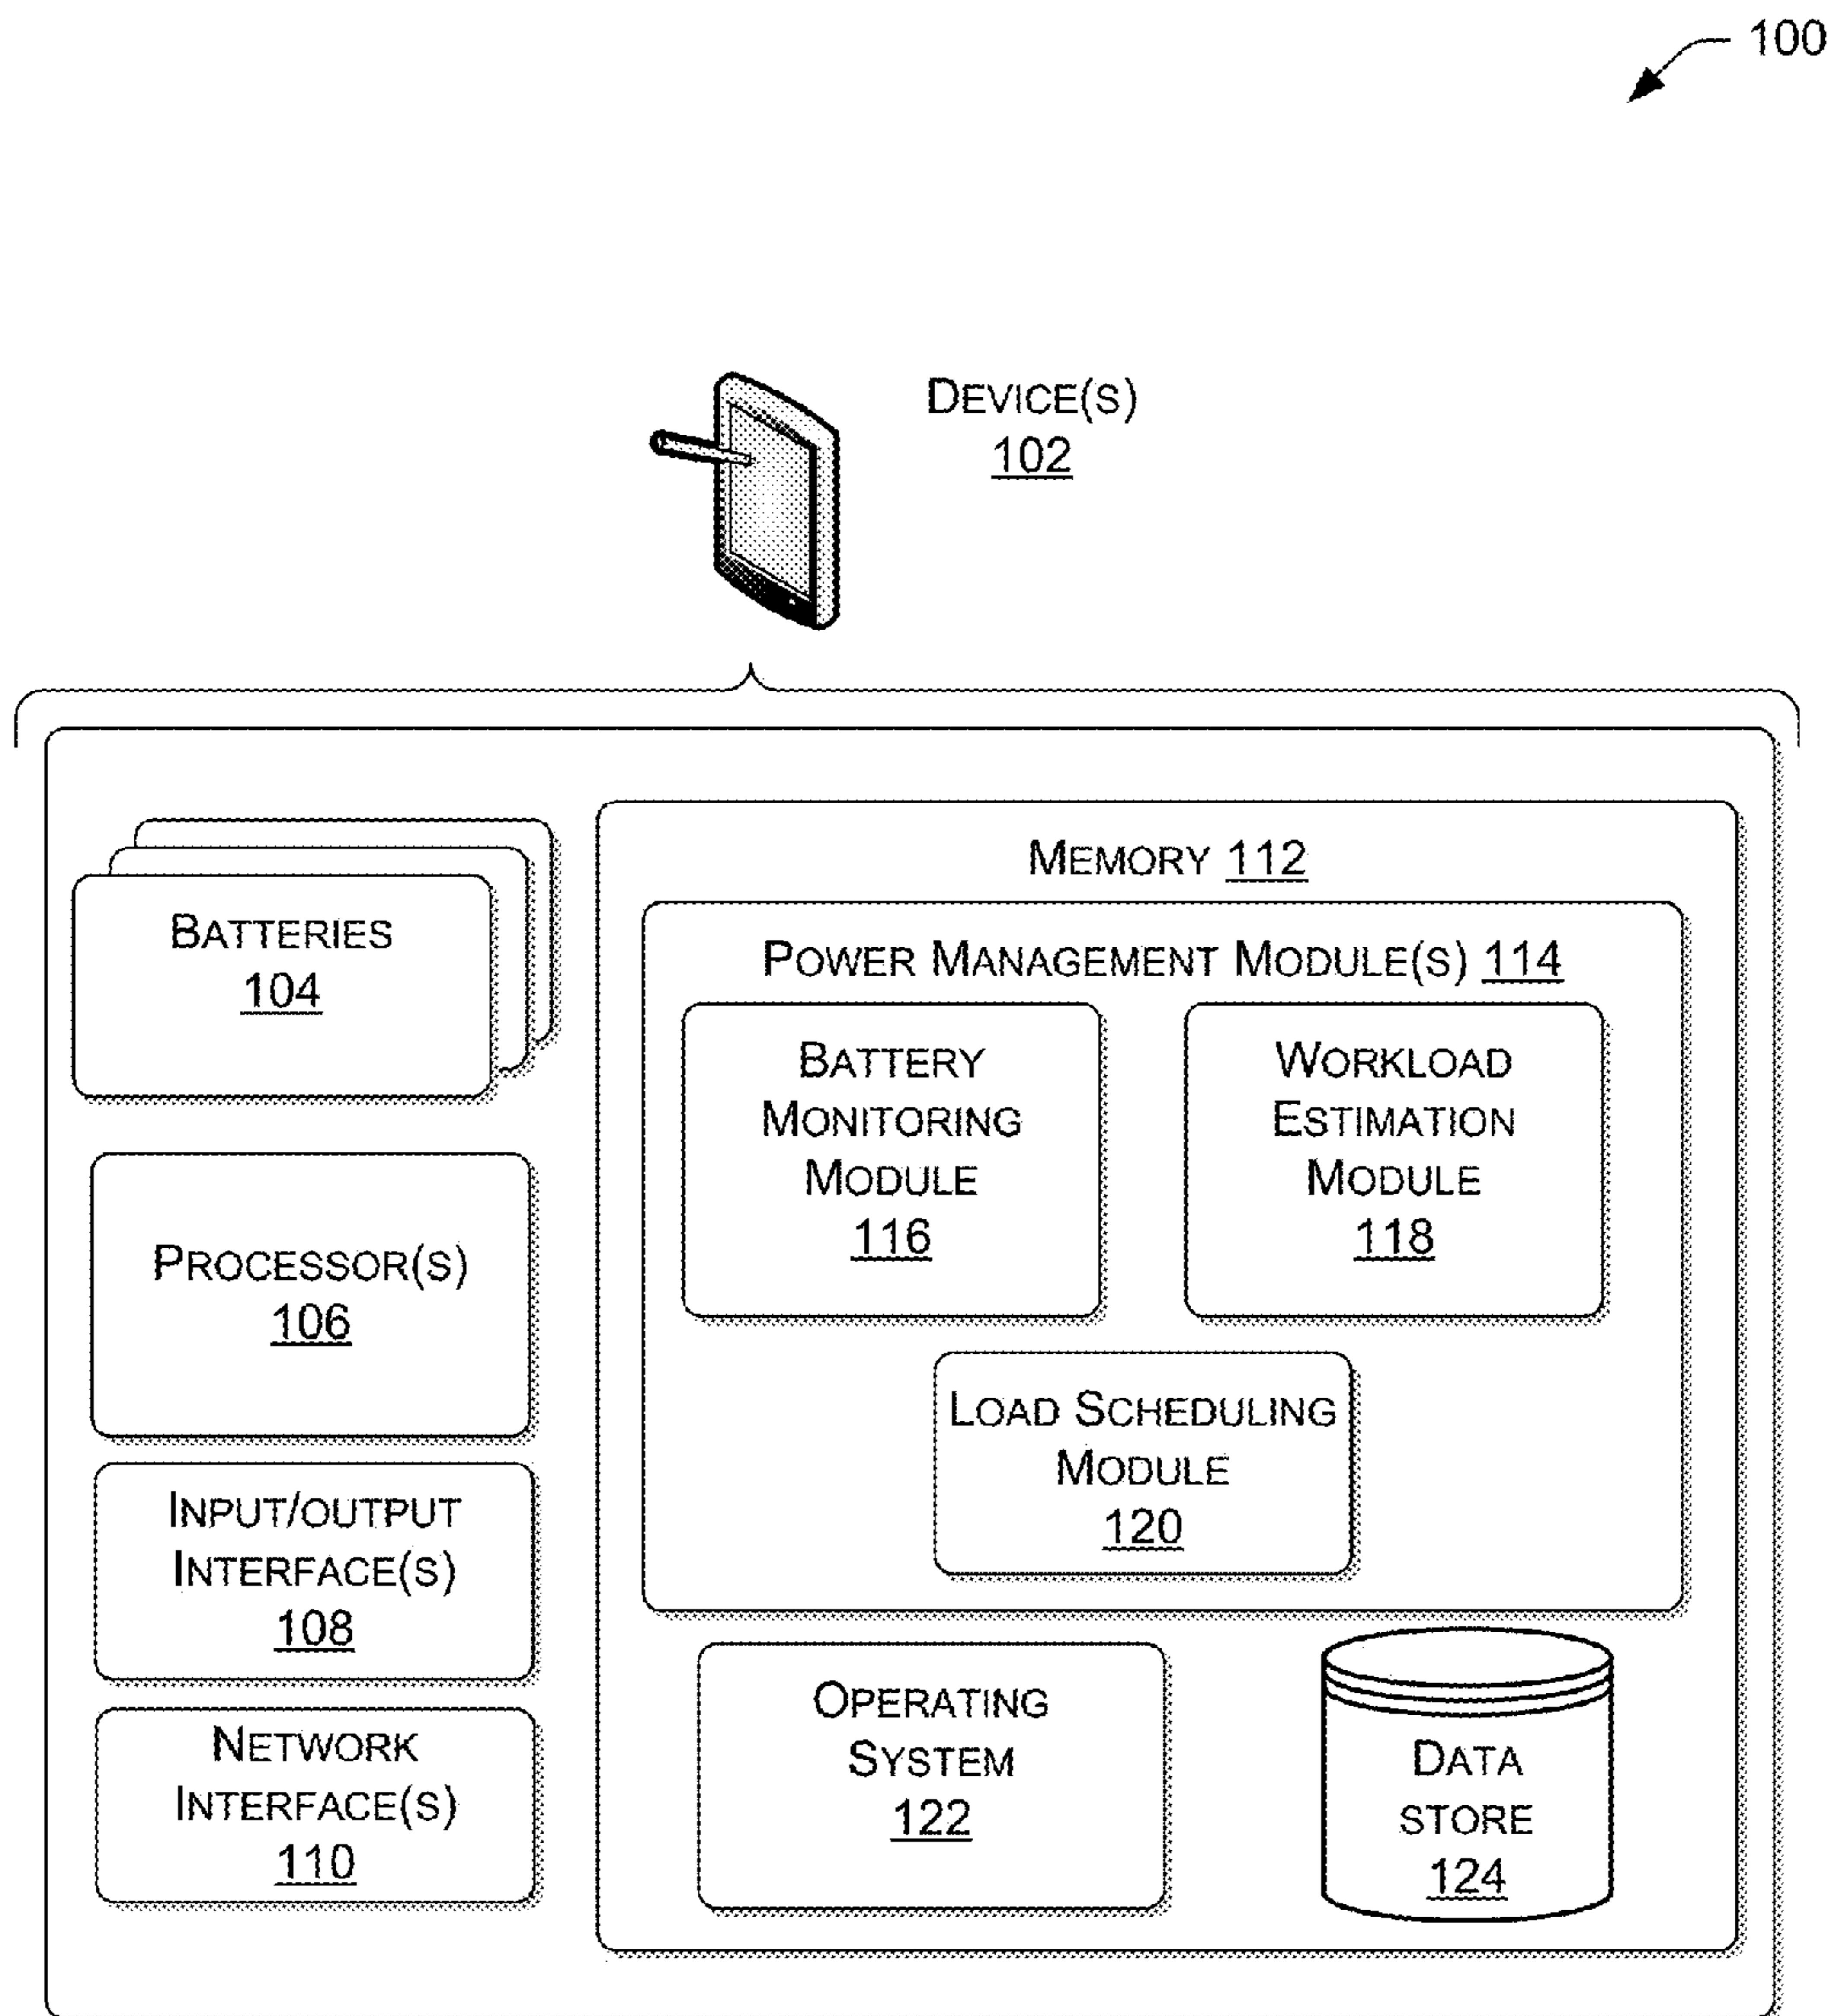 100
DEVICE(S)
102
BATTERIES
104
PROCESSOR(S)
106
INPUT/OUTPUT
INTERFACE(S)
108
NETWORK
INTERFACE(S)
110
MEMORY 112
POWER MANAGEMENT MODULE(S) 114
BATTERY
MONITORING
MODULE
116
WORKLOAD
ESTIMATION
MODULE
118
LOAD SCHEDULING
MODULE
120
OPERATING
SYSTEM
122
DATA
STORE
124